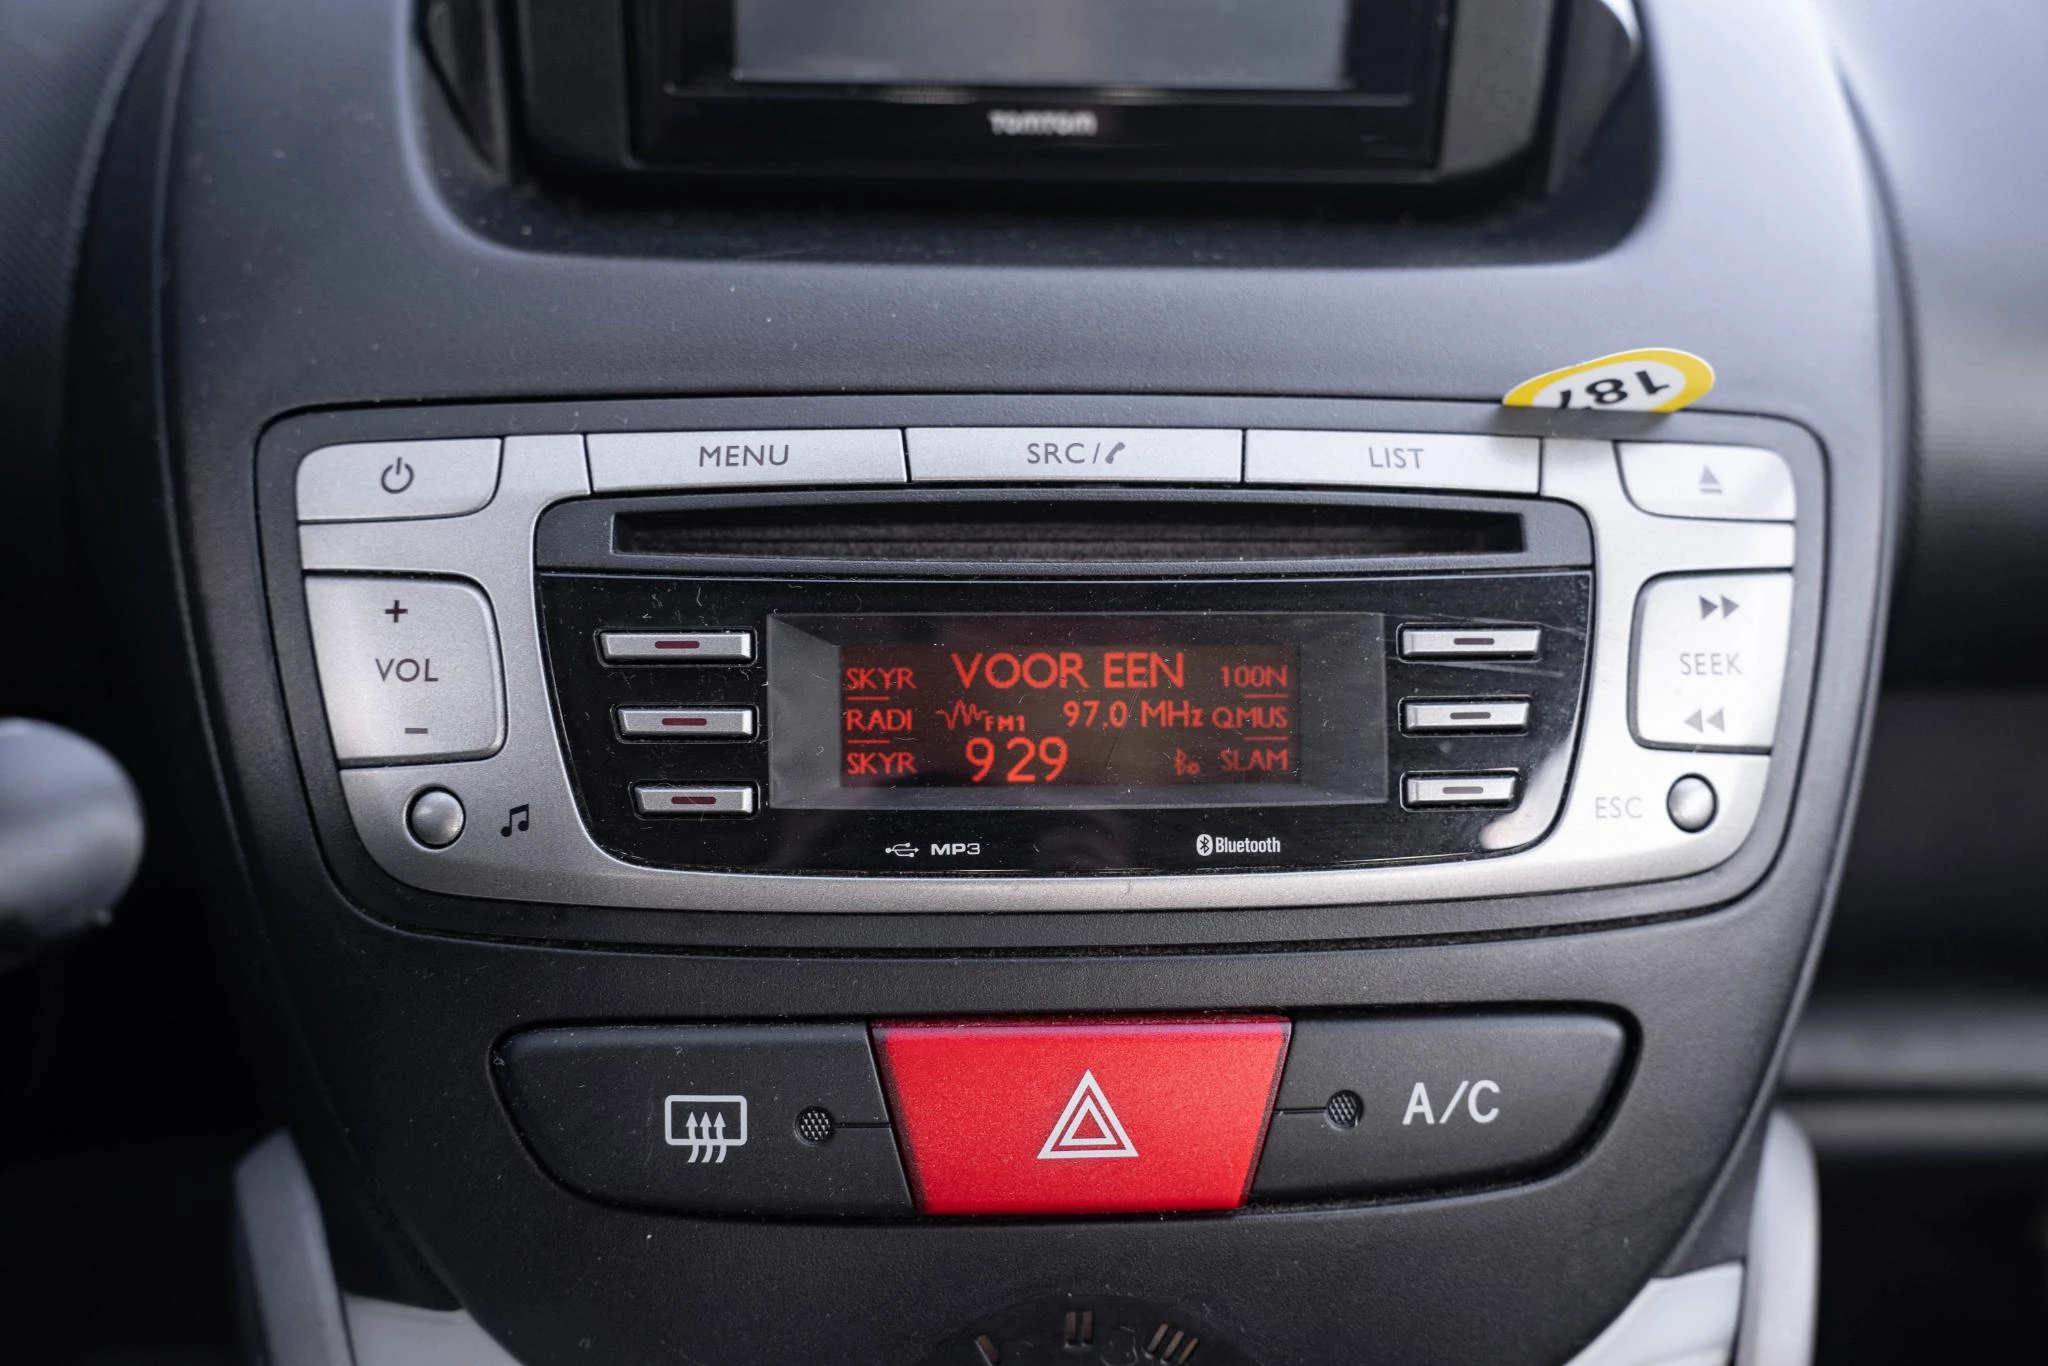 TOMTOM
187
MENU
SRC/
LIST
+
VOL
-
SEEK
ESC
SKYR VOOR EEN 100N
RADI FM1 97.0 MHz QMUS
SKYR 929 SLAM
MP3
Bluetooth
A/C